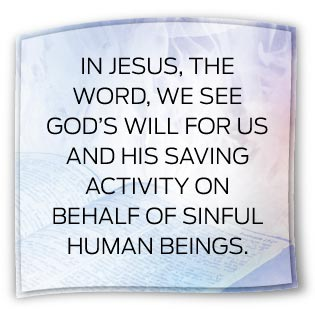 IN JESUS, THE
WORD, WE SEE
GOD'S WILL FOR US
AND HIS SAVING
ACTIVITY ON
BEHALF OF SINFUL
HUMAN BEINGS.